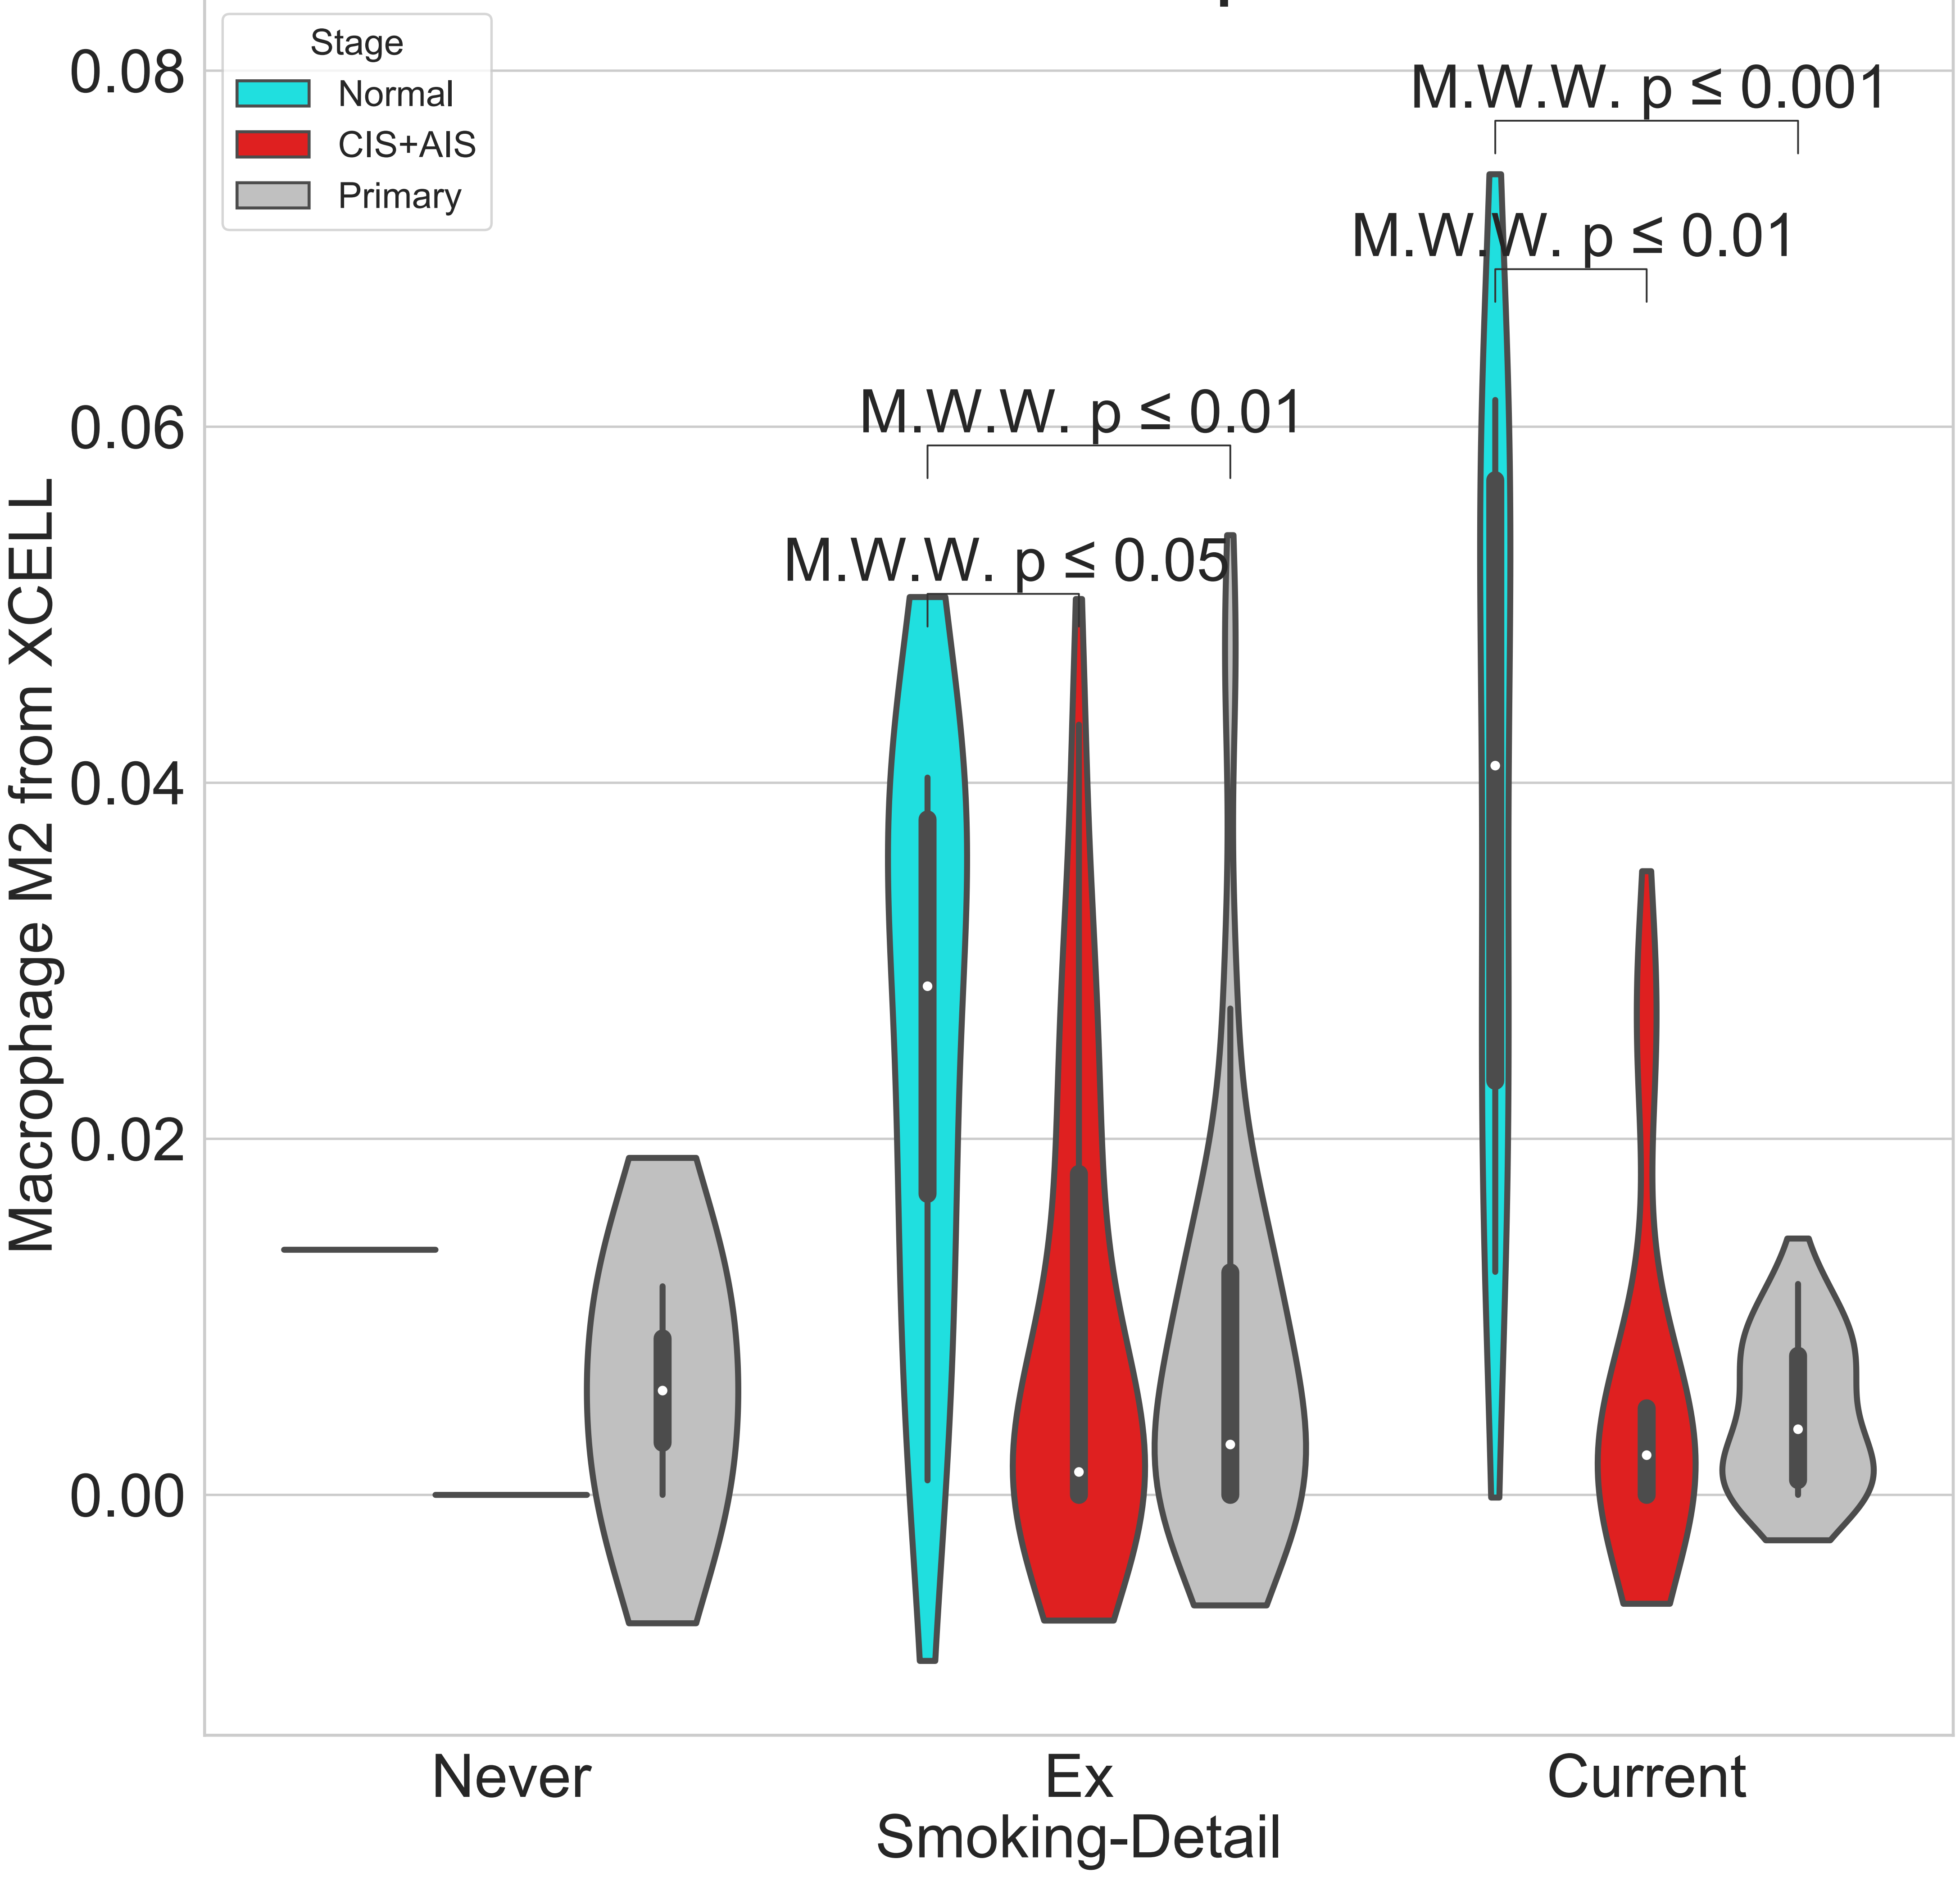 Stage
Normal
CIS+AIS
Primary
M.W.W. p ≤ 0.001
M.W.W. p ≤ 0.01
M.W.W. p ≤ 0.01
M.W.W. p ≤ 0.05
0.08
0.06
0.04
0.02
0.00
Macrophage M2 from XCELL
Never
Ex
Current
Smoking-Detail